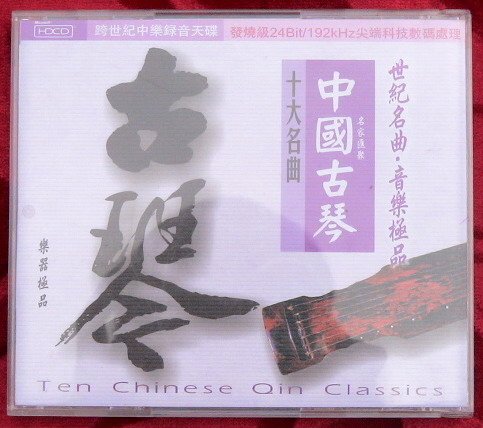 HDCD
跨世紀中樂録音天碟
發燒級24Bit/192kHz尖端科技數碼處理
世紀名曲·音樂極品
名家匯聚
中國古琴
十大名曲
古琴
樂器極品
Ten Chinese Qin Classics